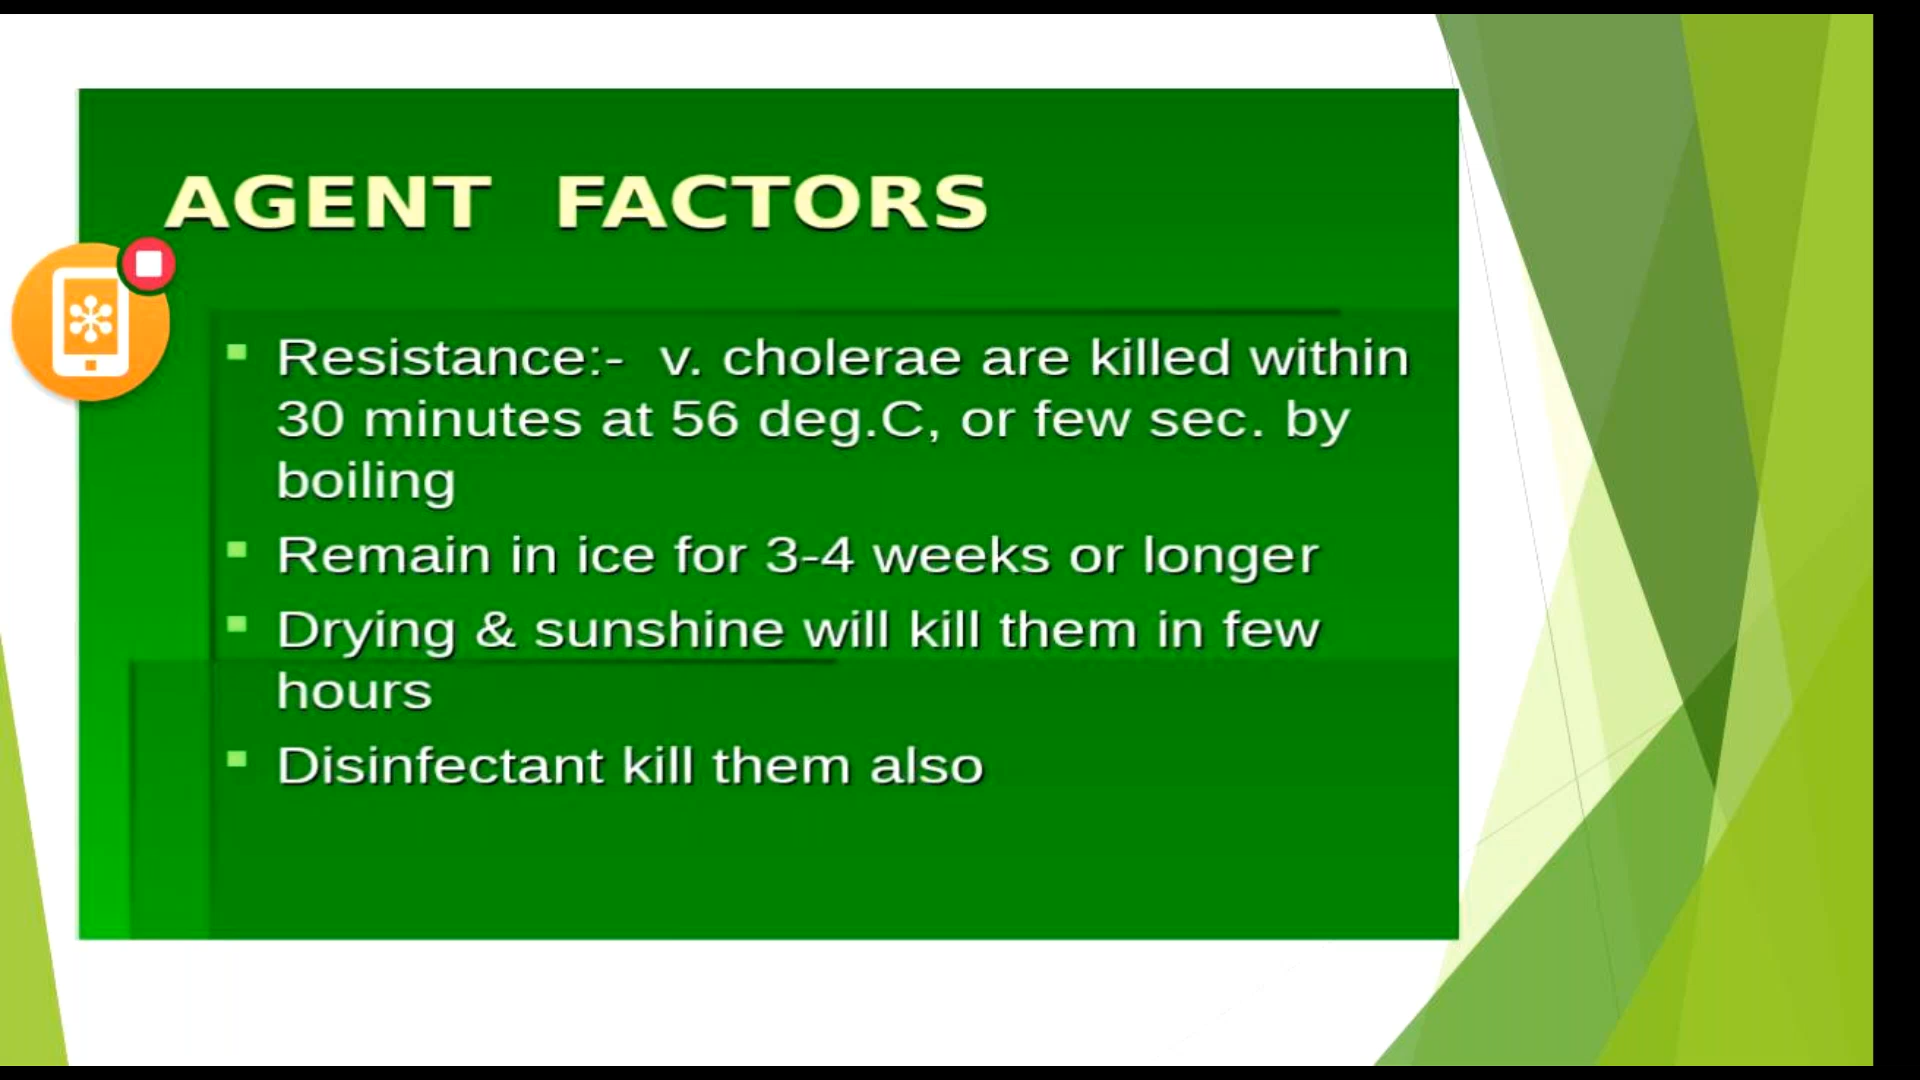 AGENT FACTORS
Resistance:- v. cholerae are killed within
30 minutes at 56 deg.C, or few sec. by
boiling
Remain in ice for 3-4 weeks or longer
Drying & sunshine will kill them in few
hours
Disinfectant kill them also